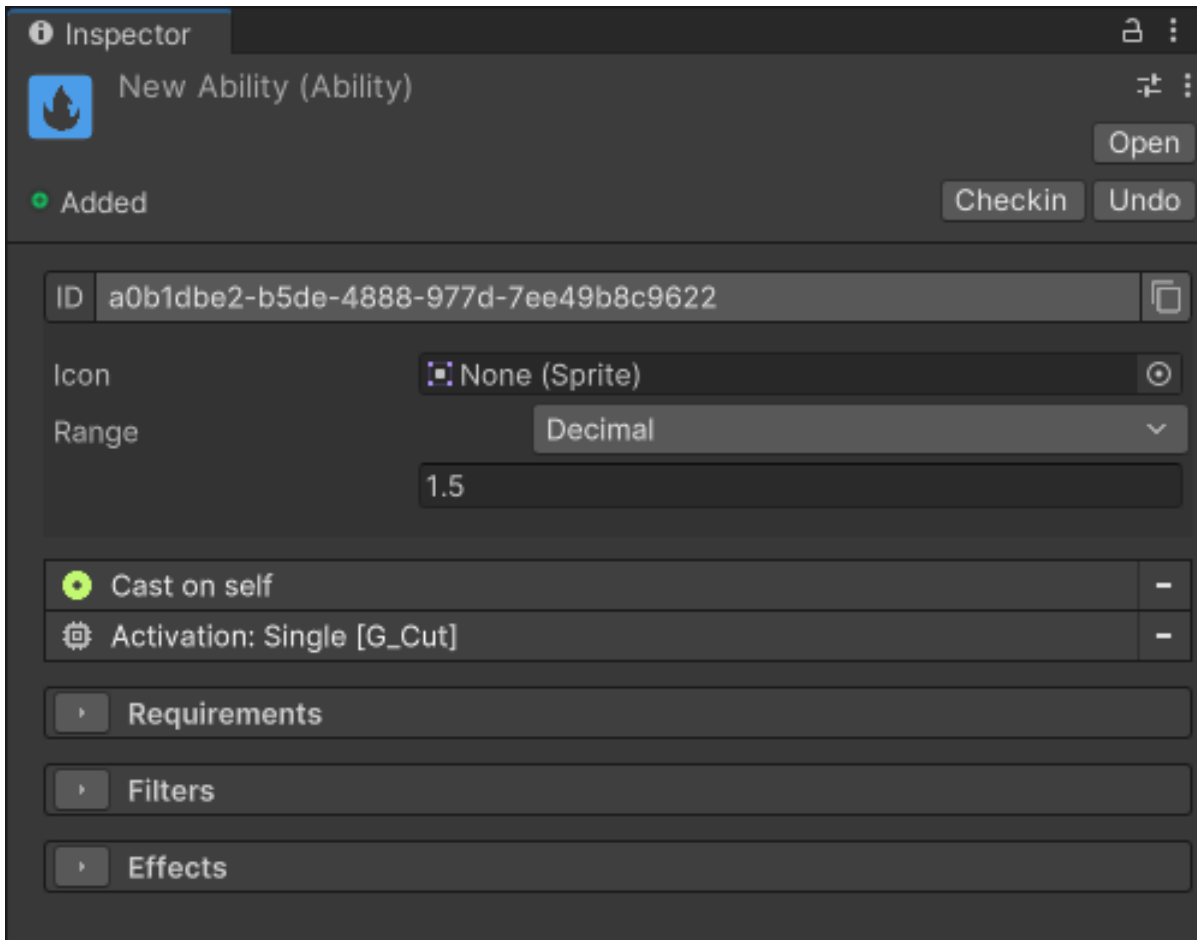 Inspector
New Ability (Ability)
Open
Added Checkin Undo
ID a0b1dbe2-b5de-4888-977d-7ee49b8c9622
Icon None (Sprite)
Range Decimal
1.5
Cast on self
Activation: Single [G_Cut]
Requirements
Filters
Effects